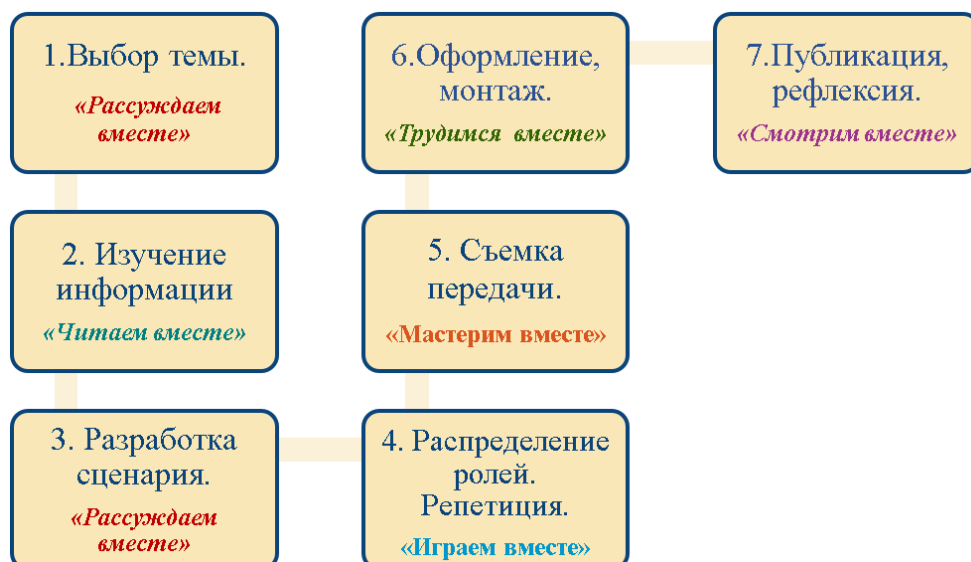 1.Выбор темы.
«Рассуждаем
вместе»
2. Изучение
информации
«Читаем вместе»
3. Разработка
сценария.
«Рассуждаем
вместе»
4. Распределение
ролей.
Репетиция.
«Играем вместе»
5. Съемка
передачи.
«Мастерим вместе»
6.Оформление,
монтаж.
«Трудимся вместе»
7.Публикация,
рефлексия.
«Смотрим вместе»